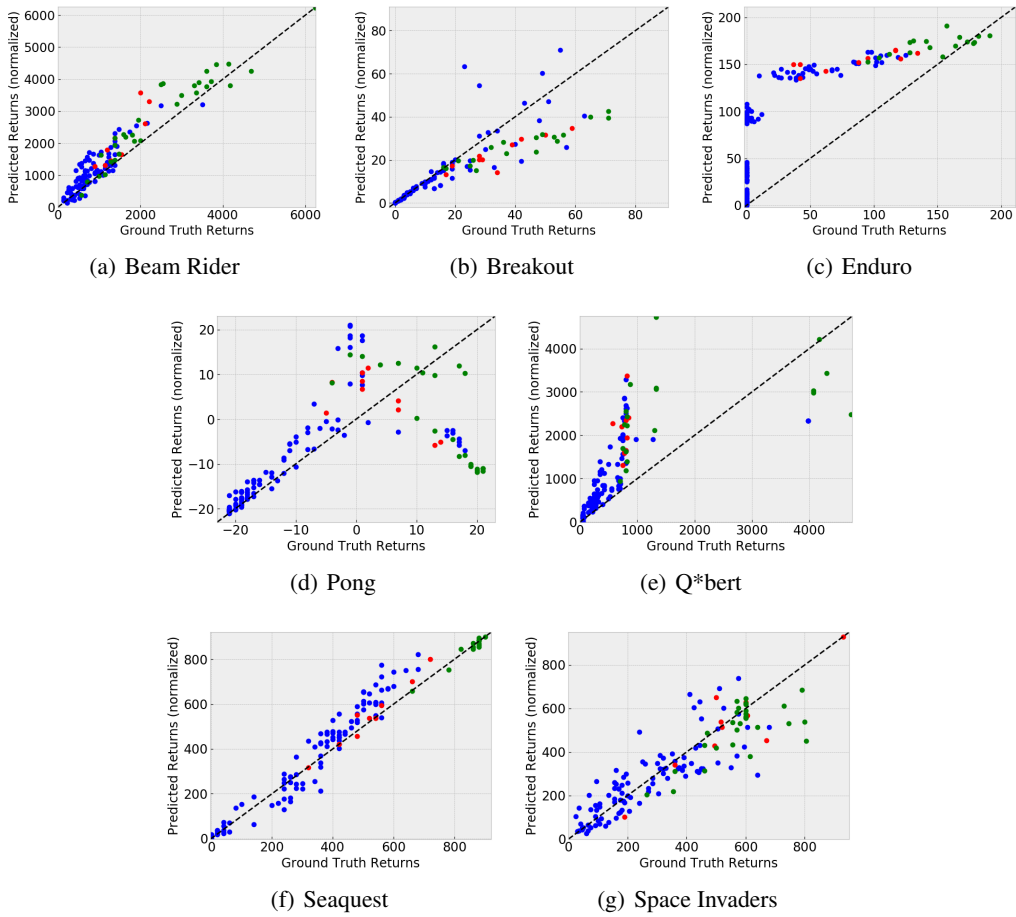 6000
5000
4000
3000
2000
1000
0
0 2000 4000 6000
Predicted Returns (normalized)
Ground Truth Returns
(a) Beam Rider
80
60
40
20
0
0 20 40 60 80
Predicted Returns (normalized)
Ground Truth Returns
(b) Breakout
200
150
100
50
0
0 50 100 150 200
Predicted Returns (normalized)
Ground Truth Returns
(c) Enduro
20
10
0
−10
−20
−20 −10 0 10 20
Predicted Returns (normalized)
Ground Truth Returns
(d) Pong
4000
3000
2000
1000
0
0 1000 2000 3000 4000
Predicted Returns (normalized)
Ground Truth Returns
(e) Q*bert
800
600
400
200
0
0 200 400 600 800
Predicted Returns (normalized)
Ground Truth Returns
(f) Seaquest
800
600
400
200
0
0 200 400 600 800
Predicted Returns (normalized)
Ground Truth Returns
(g) Space Invaders